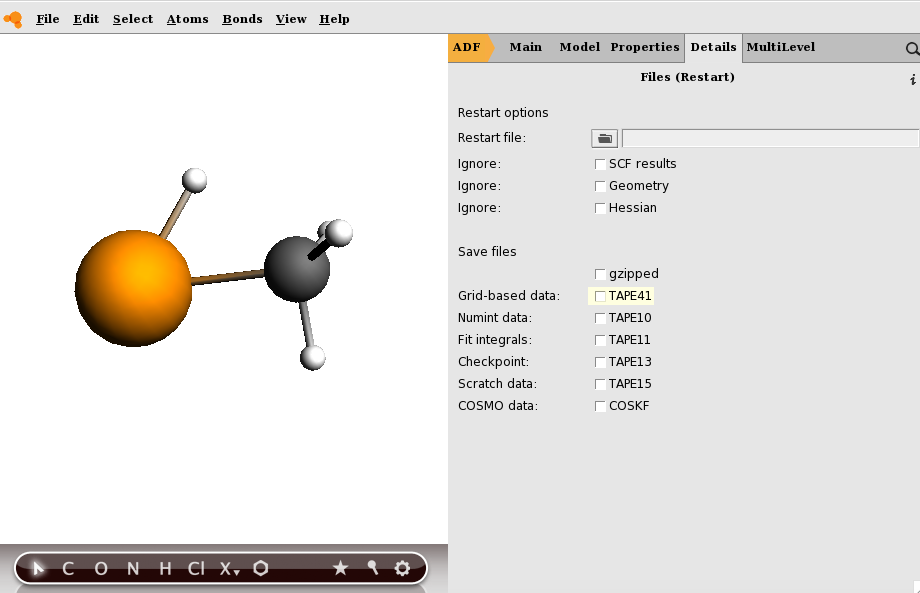 File Edit Select Atoms Bonds View Help
ADF Main Model Properties Details MultiLevel
Files (Restart)
i
Restart options
Restart file:
Ignore: SCF results
Ignore: Geometry
Ignore: Hessian
Save files
gzipped
Grid-based data: TAPE41
Numint data: TAPE10
Fit integrals: TAPE11
Checkpoint: TAPE13
Scratch data: TAPE15
COSMO data: COSKF
C O N H Cl X